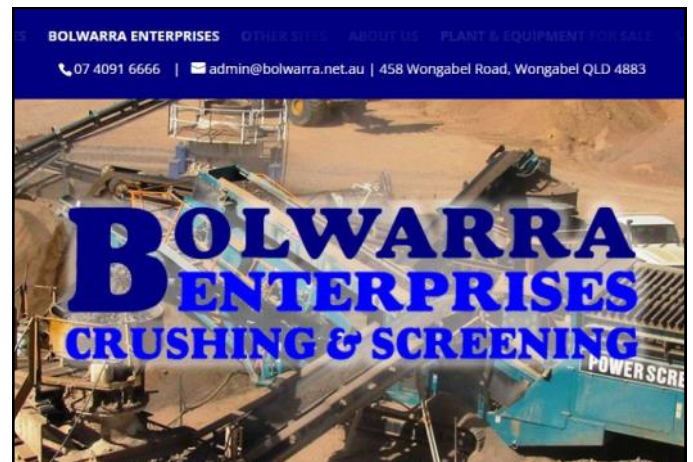 BOLWARRA ENTERPRISES OTHER SITES ABOUT US PLANT & EQUIPMENT FOR SALE
07 4091 6666 | admin@bolwarra.net.au | 458 Wongabel Road, Wongabel QLD 4883
BOLWARRA
ENTERPRISES
CRUSHING & SCREENING
POWERSCRE